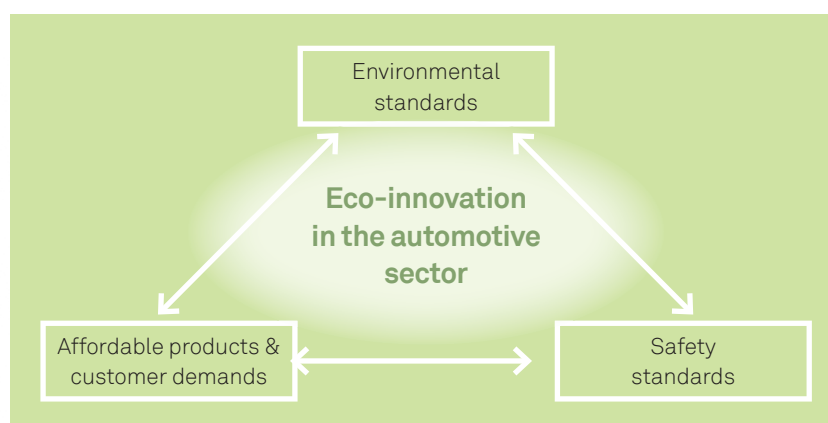 Environmental
standards
Eco-innovation
in the automotive
sector
Affordable products &
customer demands
Safety
standards